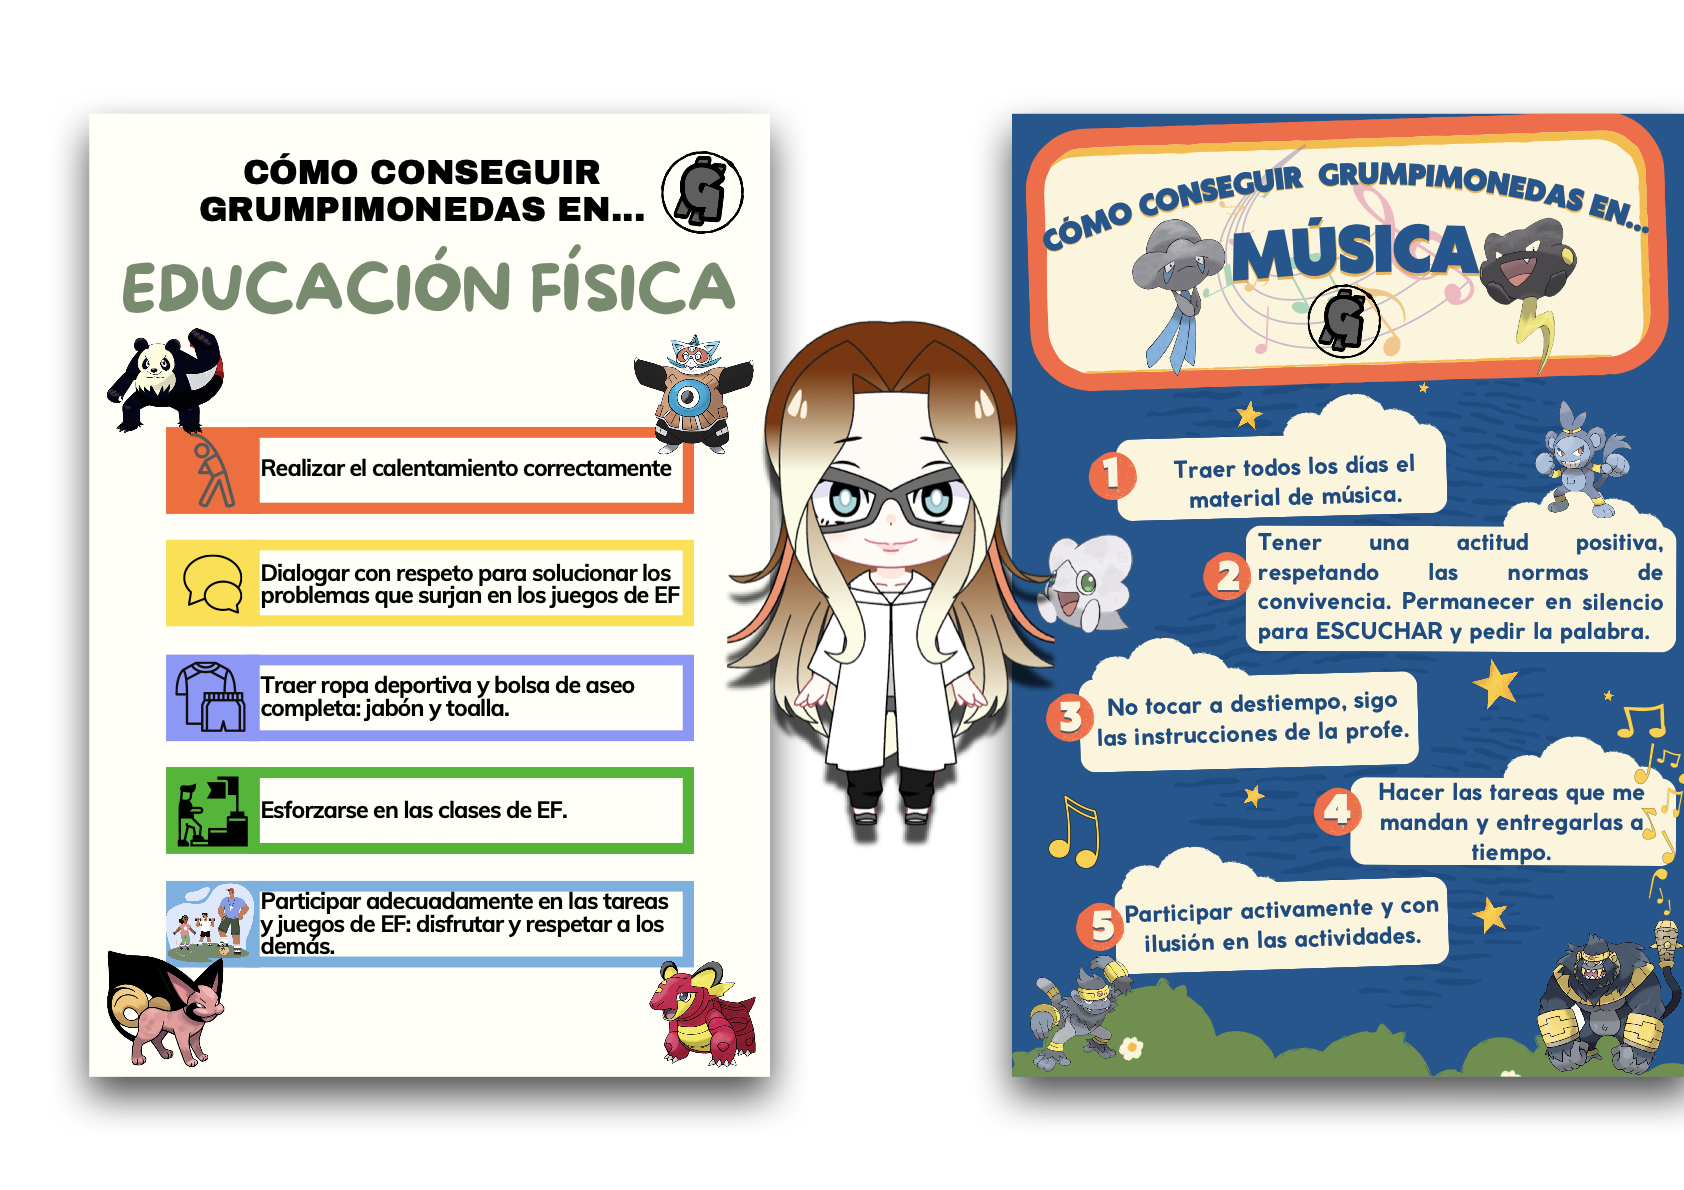 CÓMO CONSEGUIR
GRUMPIMONEDAS EN...
EDUCACIÓN FÍSICA
Realizar el calentamiento correctamente
Dialogar con respeto para solucionar los
problemas que surjan en los juegos de EF
Traer ropa deportiva y bolsa de aseo
completa: jabón y toalla.
Esforzarse en las clases de EF.
Participar adecuadamente en las tareas
y juegos de EF: disfrutar y respetar a los
demás.
CÓMO CONSEGUIR GRUMPIMONEDAS EN...
MÚSICA
1
Traer todos los días el
material de música.
2
Tener una actitud positiva,
respetando las normas de
convivencia. Permanecer en silencio
para ESCUCHAR y pedir la palabra.
3
No tocar a destiempo, sigo
las instrucciones de la profe.
4
Hacer las tareas que me
mandan y entregarlas a
tiempo.
5
Participar activamente y con
ilusión en las actividades.